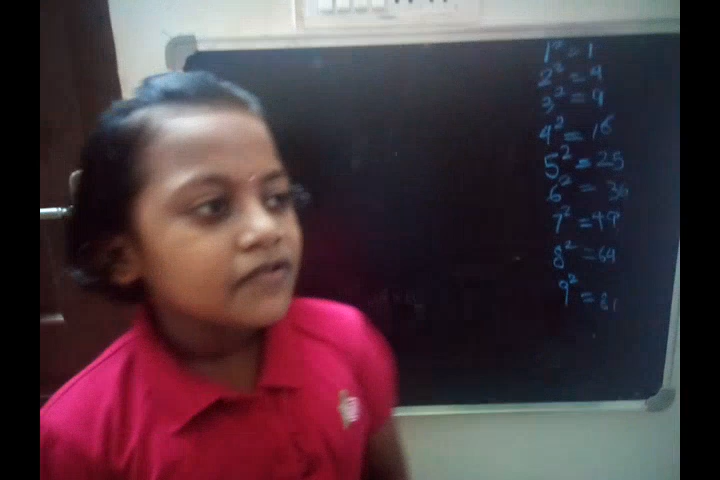 1² = 1
2² = 4
3² = 9
4² = 16
5² = 25
6² = 36
7² = 49
8² = 64
9² = 81